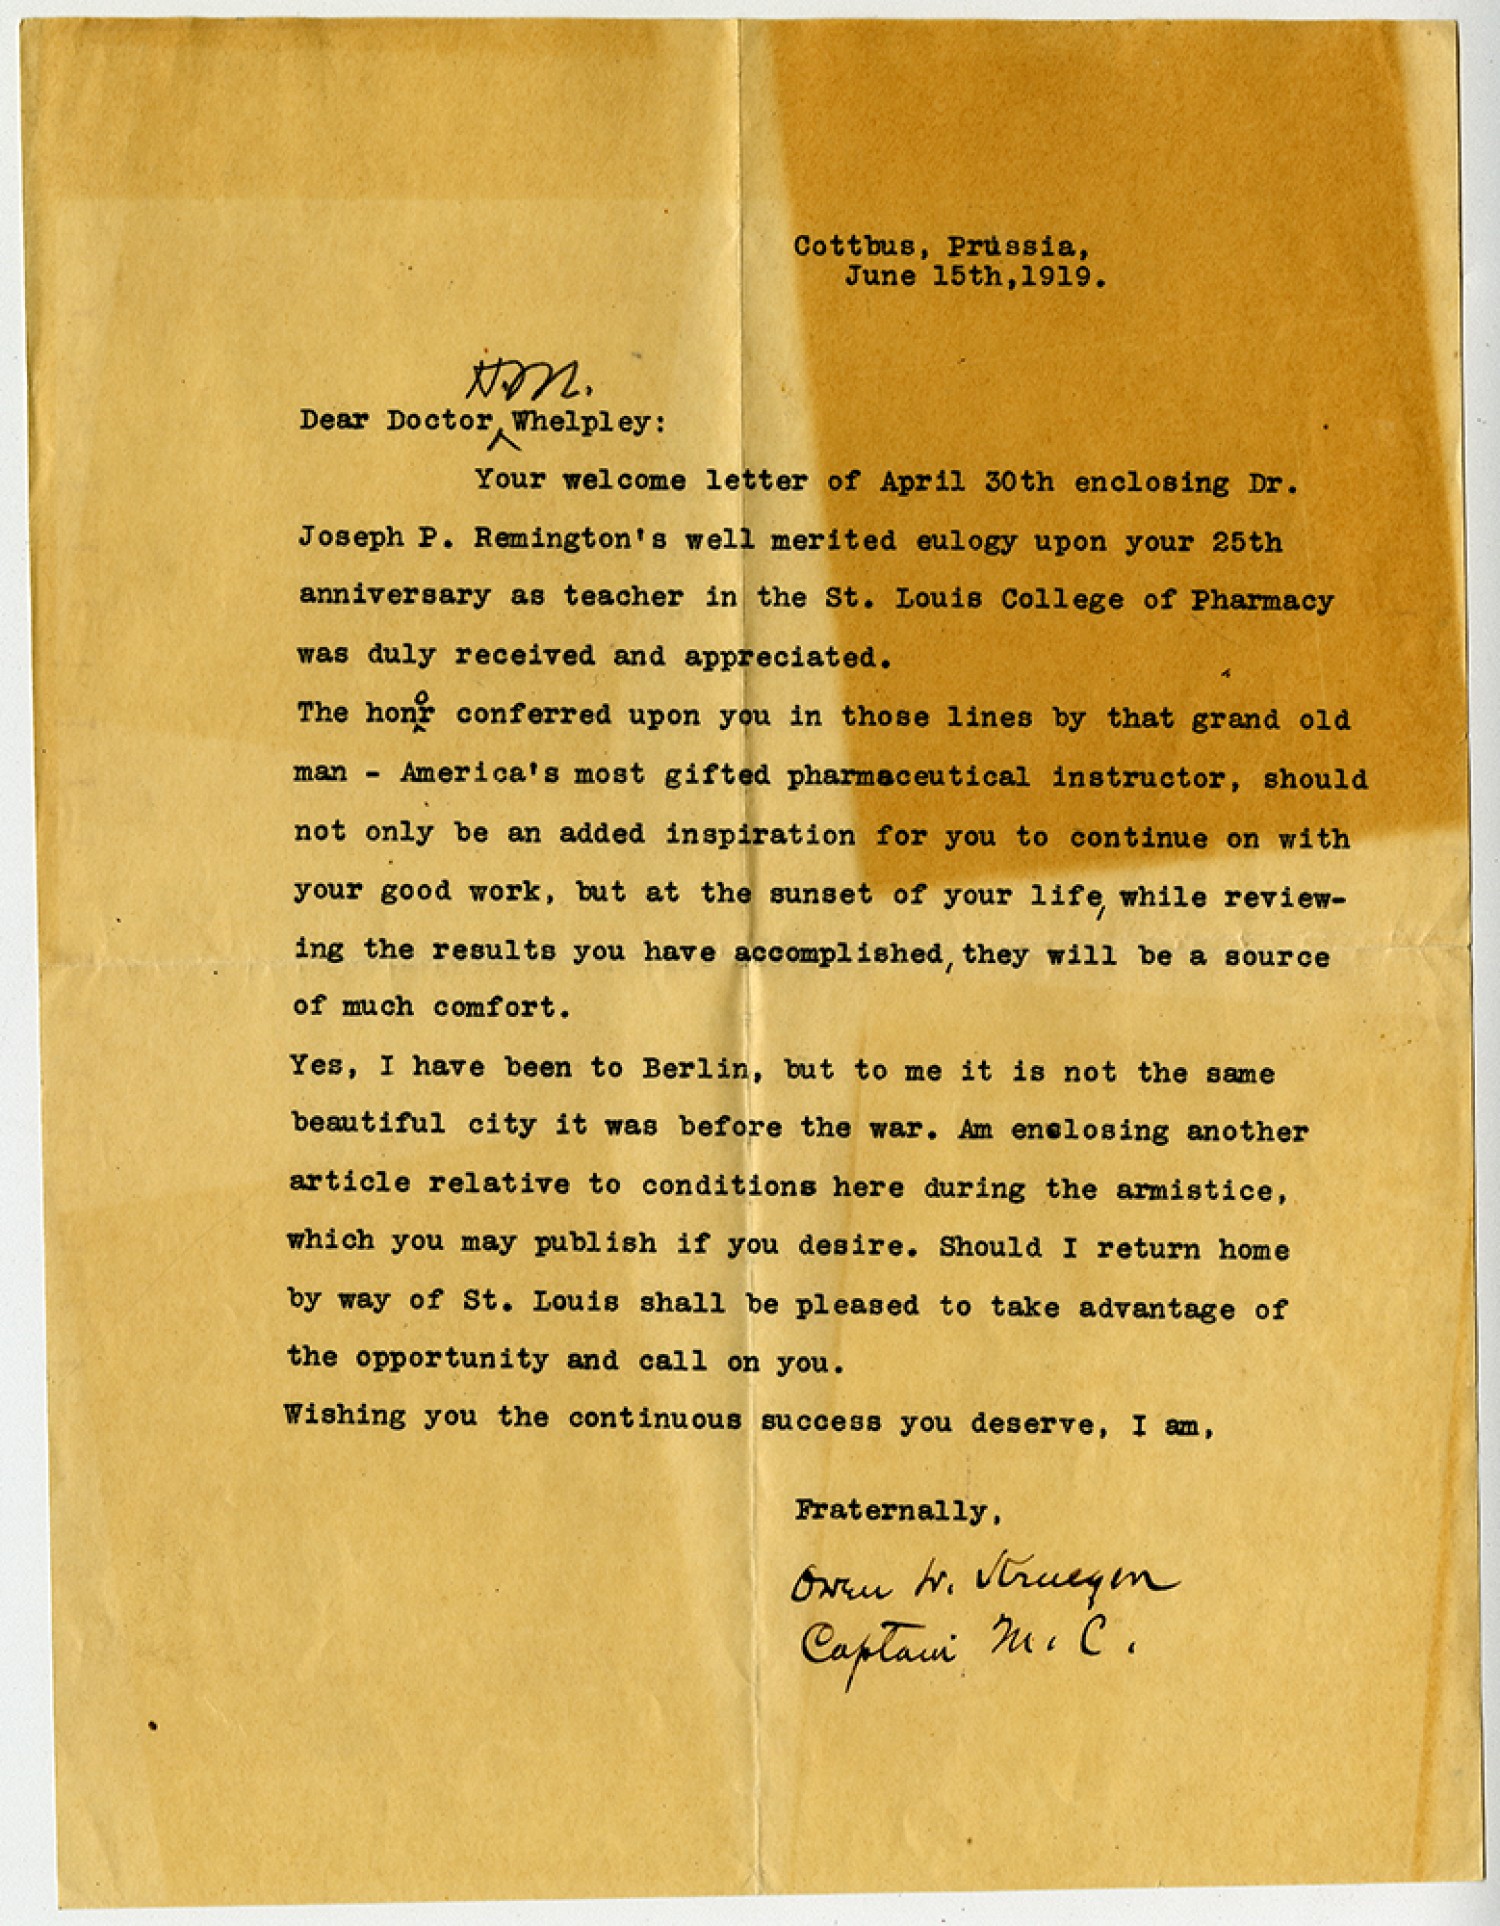 Cottbus, Prussia,
June 15th,1919.
H.M.
Dear Doctor Whelpley:
Your welcome letter of April 30th enclosing Dr.
Joseph P. Remington's well merited eulogy upon your 25th
anniversary as teacher in the St. Louis College of Pharmacy
was duly received and appreciated.
The honor conferred upon you in those lines by that grand old
man - America's most gifted pharmaceutical instructor, should
not only be an added inspiration for you to continue on with
your good work, but at the sunset of your life, while review-
ing the results you have accomplished, they will be a source
of much comfort.
Yes, I have been to Berlin, but to me it is not the same
beautiful city it was before the war. Am enclosing another
article relative to conditions here during the armistice,
which you may publish if you desire. Should I return home
by way of St. Louis shall be pleased to take advantage of
the opportunity and call on you.
Wishing you the continuous success you deserve, I am,
Fraternally,
Owen W.
Captain M. C.